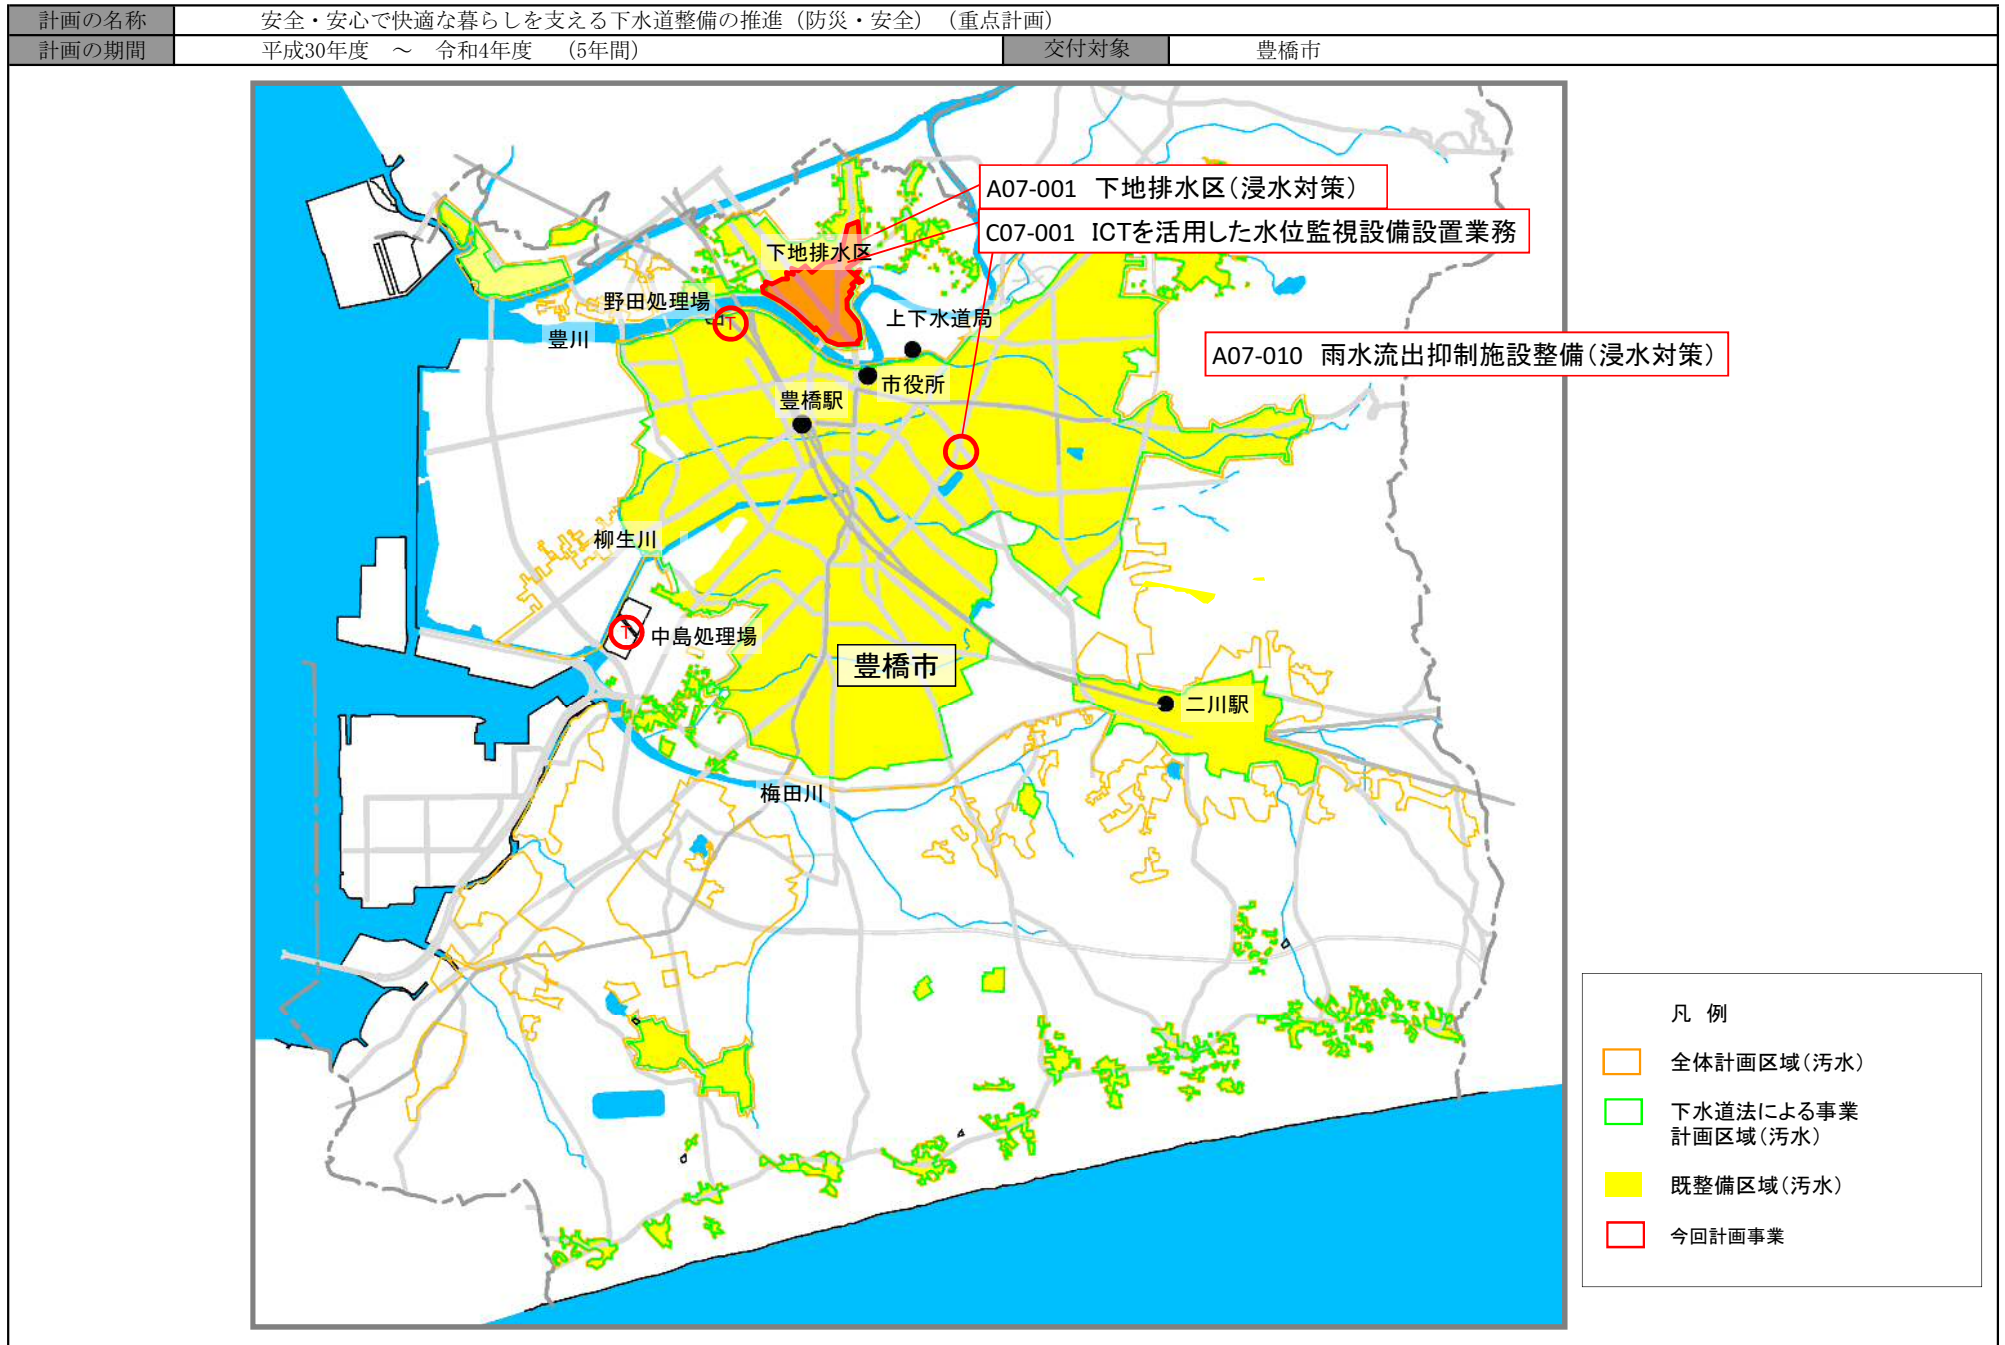 計画の名称
安全・安心で快適な暮らしを支える下水道整備の推進（防災・安全）（重点計画）
計画の期間
平成30年度　～　令和4年度　（5年間）
交付対象
豊橋市
A07-001 下地排水区（浸水対策）
C07-001 ICTを活用した水位監視設備設置業務
下地排水区
野田処理場
T
豊川
上下水道局
A07-010 雨水流出抑制施設整備（浸水対策）
市役所
豊橋駅
柳生川
T
中島処理場
豊橋市
二川駅
梅田川
凡 例
全体計画区域（汚水）
下水道法による事業
計画区域（汚水）
既整備区域（汚水）
今回計画事業